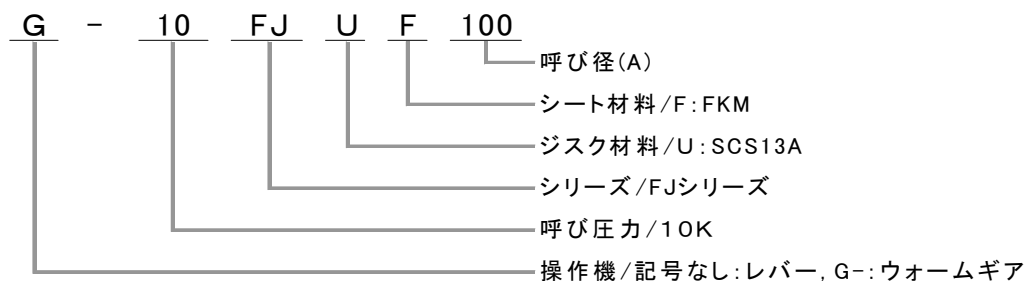 G - 10 FJ U F 100
呼び径(A)
シート材料/F:FKM
ジスク材料/U:SCS13A
シリーズ/FJシリーズ
呼び圧力/10K
操作機/記号なし:レバー, G-:ウォームギア